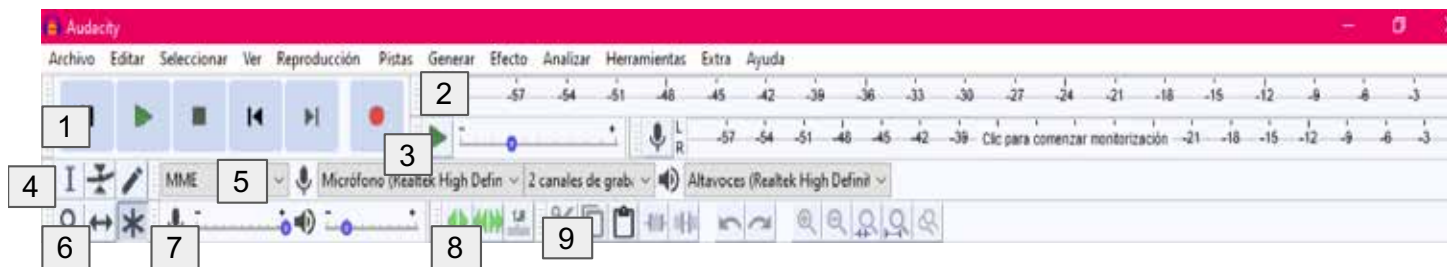 Audacity
Archivo Editar Seleccionar Ver Reproducción Pistas Generar Efecto Analizar Herramientas Extra Ayuda
2 -57 -54 -51 -48 -45 -42 -39 -36 -33 -30 -27 -24 -21 -18 -15 -12 -9 -6 -3
1
3 L R -57 -54 -51 -48 -45 -42 -39 Clic para comenzar monitorización -21 -18 -15 -12 -9 -6 -3
4 MME 5 Micrófono (Realtek High Defin 2 canales de graba Altavoces (Realtek High Definit
- + - +
6 7 8 9